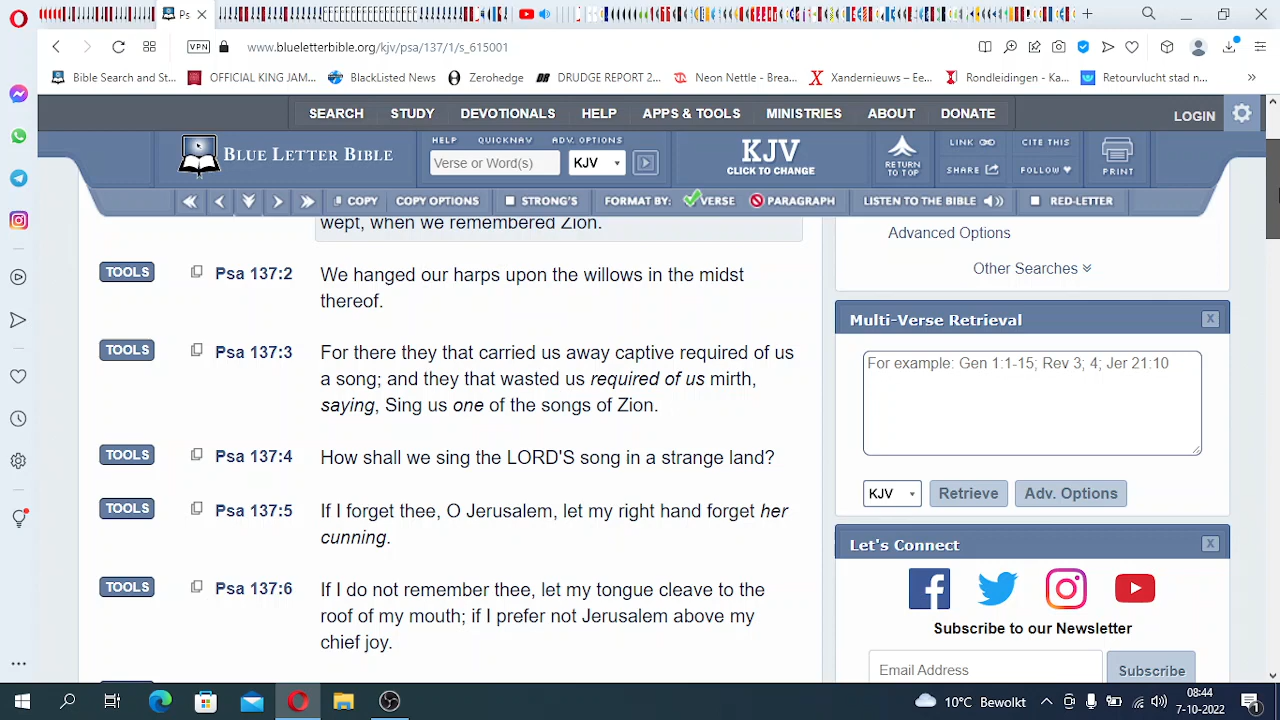 Ps
www.blueletterbible.org/kjv/psa/137/1/s_615001
VPN
Bible Search and St...
OFFICIAL KING JAM...
BlackListed News
Zerohedge
DRUDGE REPORT 2...
Neon Nettle - Brea...
Xandernieuws – Ee...
Rondleidingen - Ka...
Retourvlucht stad n...
SEARCH STUDY DEVOTIONALS HELP APPS & TOOLS MINISTRIES ABOUT DONATE
LOGIN
BLUE LETTER BIBLE
HELP QUICKNAV ADV. OPTIONS
Verse or Word(s) KJV
KJV
CLICK TO CHANGE
RETURN
TO TOP
LINK CITE THIS
SHARE FOLLOW
PRINT
COPY COPY OPTIONS STRONG'S FORMAT BY: VERSE PARAGRAPH LISTEN TO THE BIBLE RED-LETTER
wept, when we remembered Zion.
TOOLS Psa 137:2 We hanged our harps upon the willows in the midst
thereof.
TOOLS Psa 137:3 For there they that carried us away captive required of us
a song; and they that wasted us required of us mirth,
saying, Sing us one of the songs of Zion.
TOOLS Psa 137:4 How shall we sing the LORD'S song in a strange land?
TOOLS Psa 137:5 If I forget thee, O Jerusalem, let my right hand forget her
cunning.
TOOLS Psa 137:6 If I do not remember thee, let my tongue cleave to the
roof of my mouth; if I prefer not Jerusalem above my
chief joy.
Advanced Options
Other Searches
Multi-Verse Retrieval X
For example: Gen 1:1-15; Rev 3; 4; Jer 21:10
KJV Retrieve Adv. Options
Let's Connect X
Subscribe to our Newsletter
Email Address Subscribe
10°C Bewolkt
08:44
7-10-2022
1